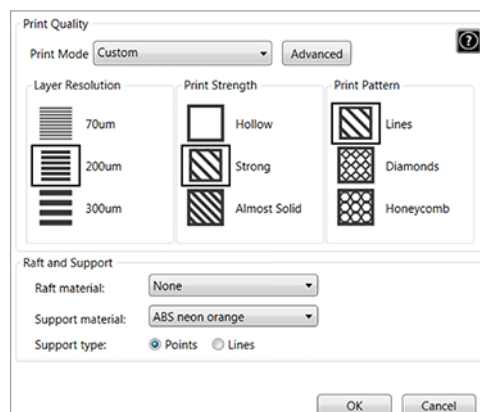 Print Quality
Print Mode Custom Advanced ?
Layer Resolution Print Strength Print Pattern
70um Hollow Lines
200um Strong Diamonds
300um Almost Solid Honeycomb
Raft and Support
Raft material: None
Support material: ABS neon orange
Support type: Points Lines
OK Cancel